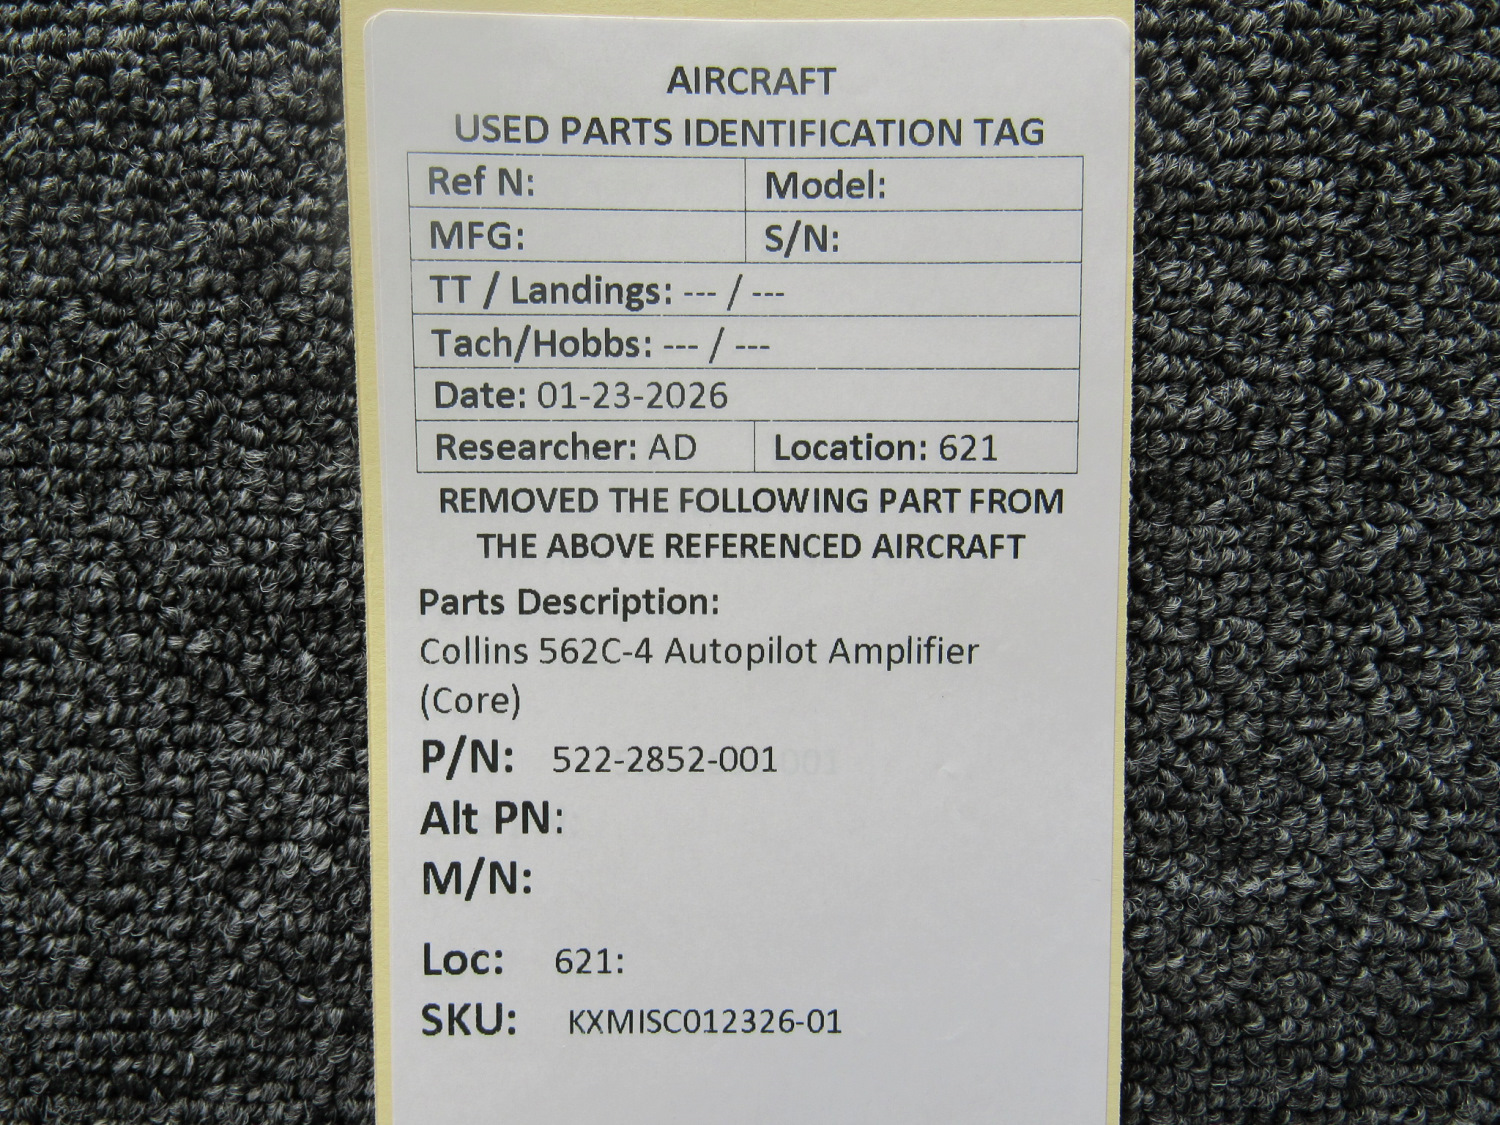 AIRCRAFT
USED PARTS IDENTIFICATION TAG
Ref N: Model:
MFG: S/N:
TT / Landings: --- / ---
Tach/Hobbs: --- / ---
Date: 01-23-2026
Researcher: AD Location: 621
REMOVED THE FOLLOWING PART FROM
THE ABOVE REFERENCED AIRCRAFT
Parts Description:
Collins 562C-4 Autopilot Amplifier
(Core)
P/N: 522-2852-001
Alt PN:
M/N:
Loc: 621:
SKU: KXMISC012326-01